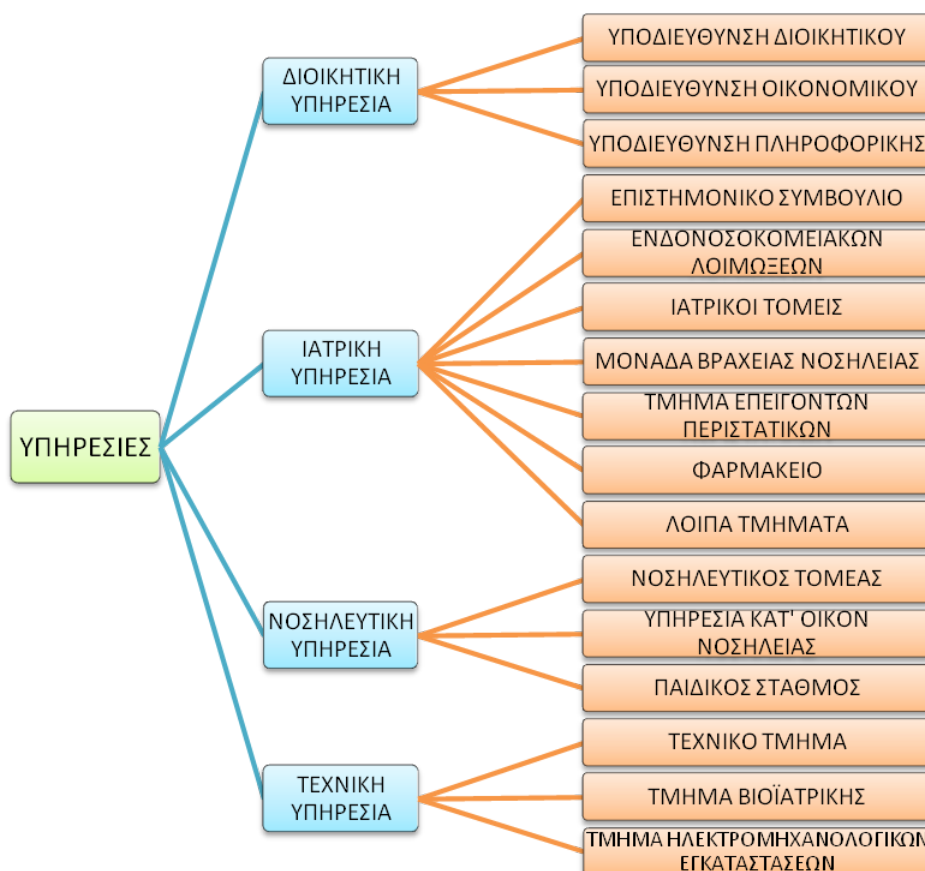 ΥΠΗΡΕΣΙΕΣ
ΔΙΟΙΚΗΤΙΚΗ
ΥΠΗΡΕΣΙΑ
ΥΠΟΔΙΕΥΘΥΝΣΗ ΔΙΟΙΚΗΤΙΚΟΥ
ΥΠΟΔΙΕΥΘΥΝΣΗ ΟΙΚΟΝΟΜΙΚΟΥ
ΥΠΟΔΙΕΥΘΥΝΣΗ ΠΛΗΡΟΦΟΡΙΚΗΣ
ΙΑΤΡΙΚΗ
ΥΠΗΡΕΣΙΑ
ΕΠΙΣΤΗΜΟΝΙΚΟ ΣΥΜΒΟΥΛΙΟ
ΕΝΔΟΝΟΣΟΚΟΜΕΙΑΚΩΝ
ΛΟΙΜΩΞΕΩΝ
ΙΑΤΡΙΚΟΙ ΤΟΜΕΙΣ
ΜΟΝΑΔΑ ΒΡΑΧΕΙΑΣ ΝΟΣΗΛΕΙΑΣ
ΤΜΗΜΑ ΕΠΕΙΓΟΝΤΩΝ
ΠΕΡΙΣΤΑΤΙΚΩΝ
ΦΑΡΜΑΚΕΙΟ
ΛΟΙΠΑ ΤΜΗΜΑΤΑ
ΝΟΣΗΛΕΥΤΙΚΗ
ΥΠΗΡΕΣΙΑ
ΝΟΣΗΛΕΥΤΙΚΟΣ ΤΟΜΕΑΣ
ΥΠΗΡΕΣΙΑ ΚΑΤ' ΟΙΚΟΝ
ΝΟΣΗΛΕΙΑΣ
ΠΑΙΔΙΚΟΣ ΣΤΑΘΜΟΣ
ΤΕΧΝΙΚΗ
ΥΠΗΡΕΣΙΑ
ΤΕΧΝΙΚΟ ΤΜΗΜΑ
ΤΜΗΜΑ ΒΙΟΪΑΤΡΙΚΗΣ
ΤΜΗΜΑ ΗΛΕΚΤΡΟΜΗΧΑΝΟΛΟΓΙΚΩΝ
ΕΓΚΑΤΑΣΤΑΣΕΩΝ